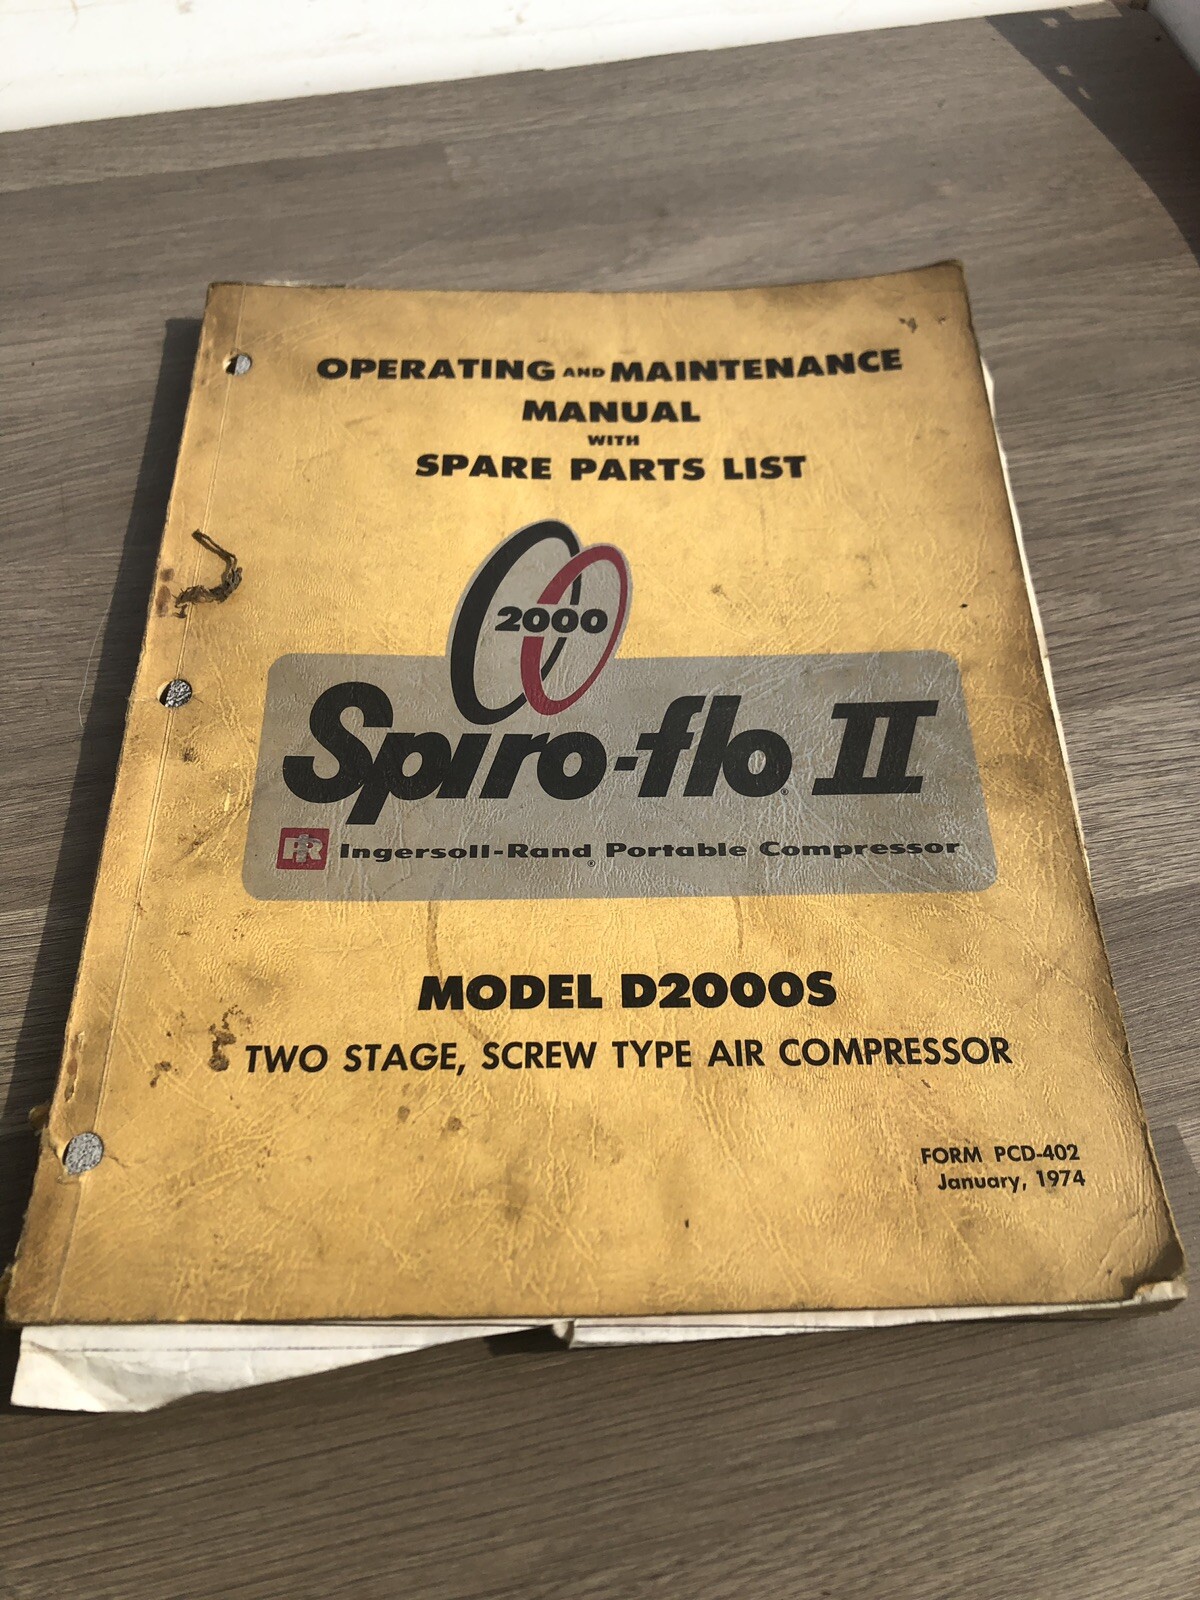 OPERATING AND MAINTENANCE
MANUAL
WITH
SPARE PARTS LIST
2000
Spiro-flo® II
IR Ingersoll-Rand® Portable Compressor
MODEL D2000S
TWO STAGE, SCREW TYPE AIR COMPRESSOR
FORM PCD-402
January, 1974